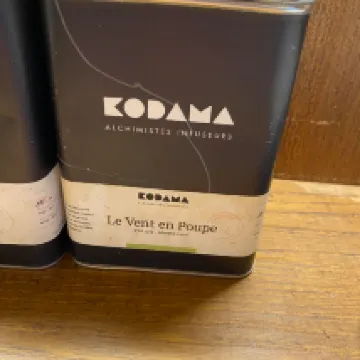 KODAMA
ALCHIMISTES INFUSEURS
KODAMA
Le Vent en Poupe